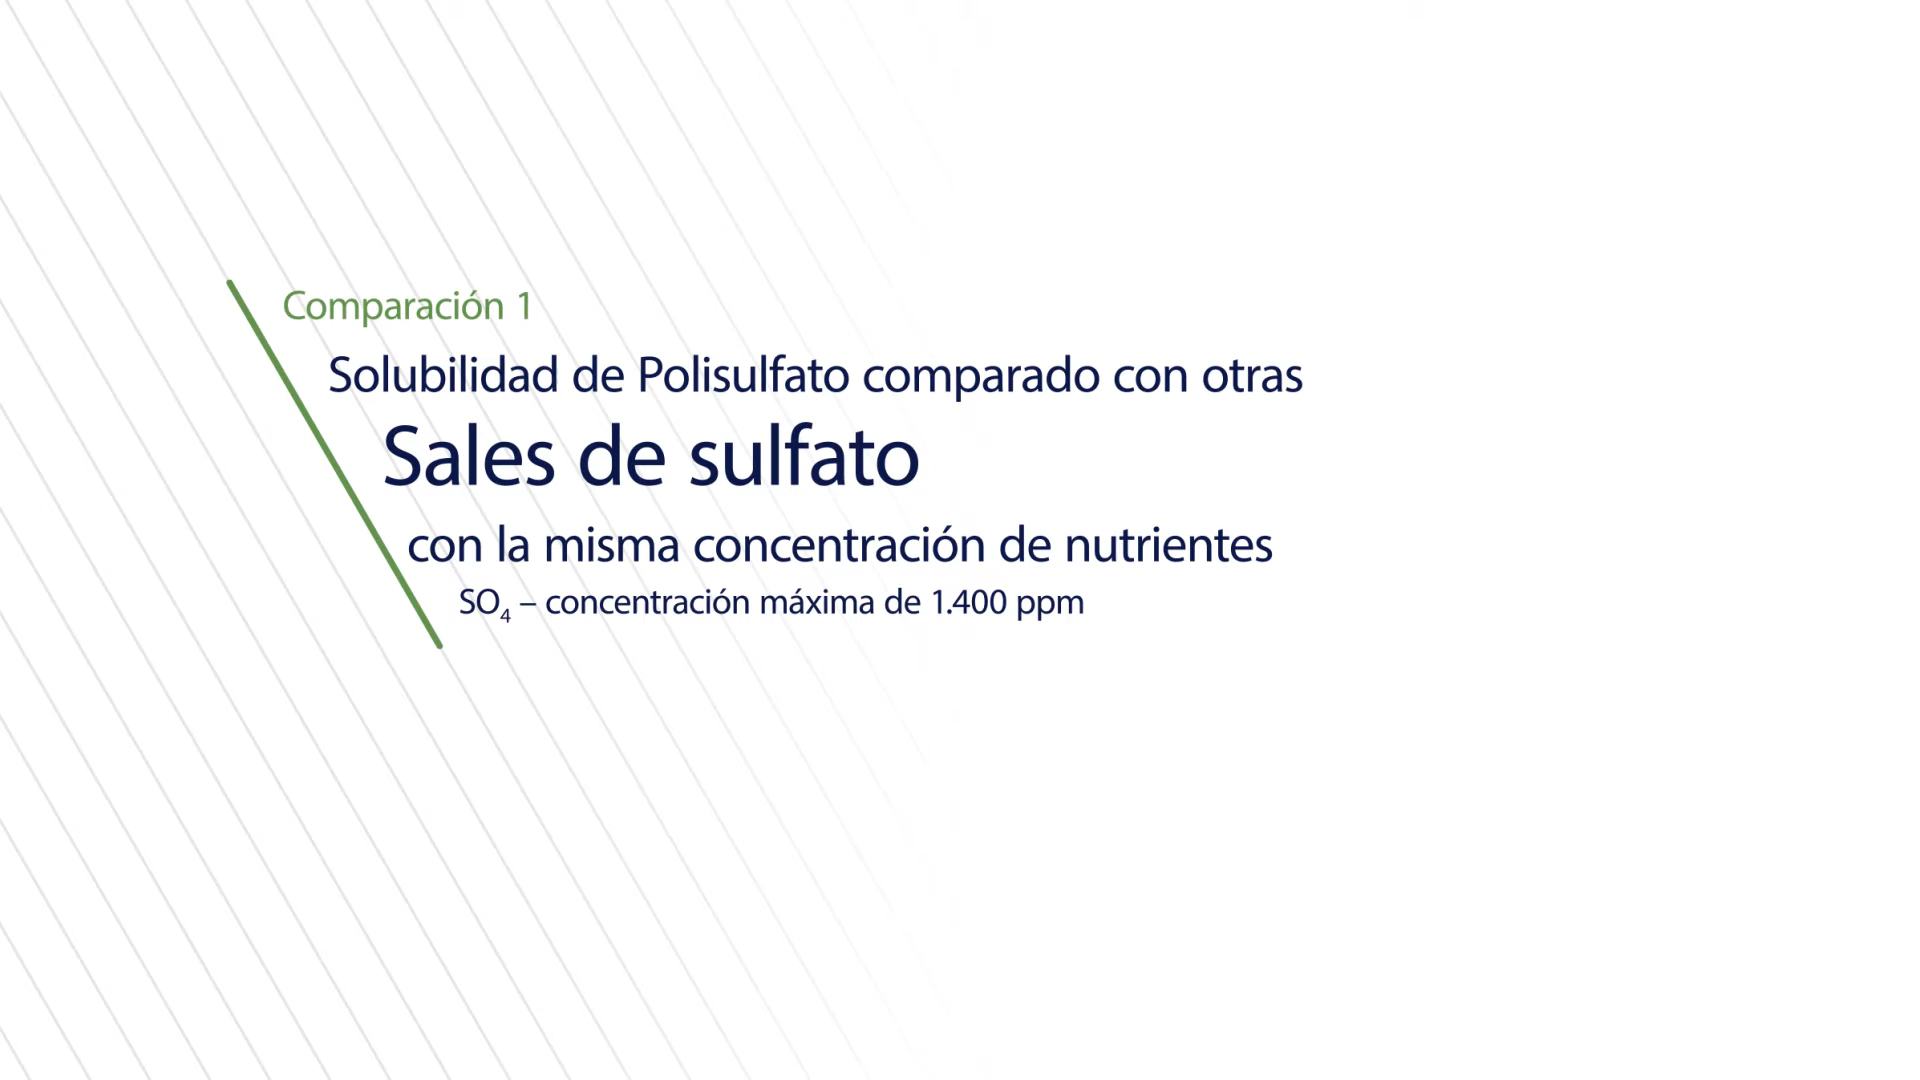 Comparación 1
Solubilidad de Polisulfato comparado con otras
Sales de sulfato
con la misma concentración de nutrientes
SO₄ – concentración máxima de 1.400 ppm